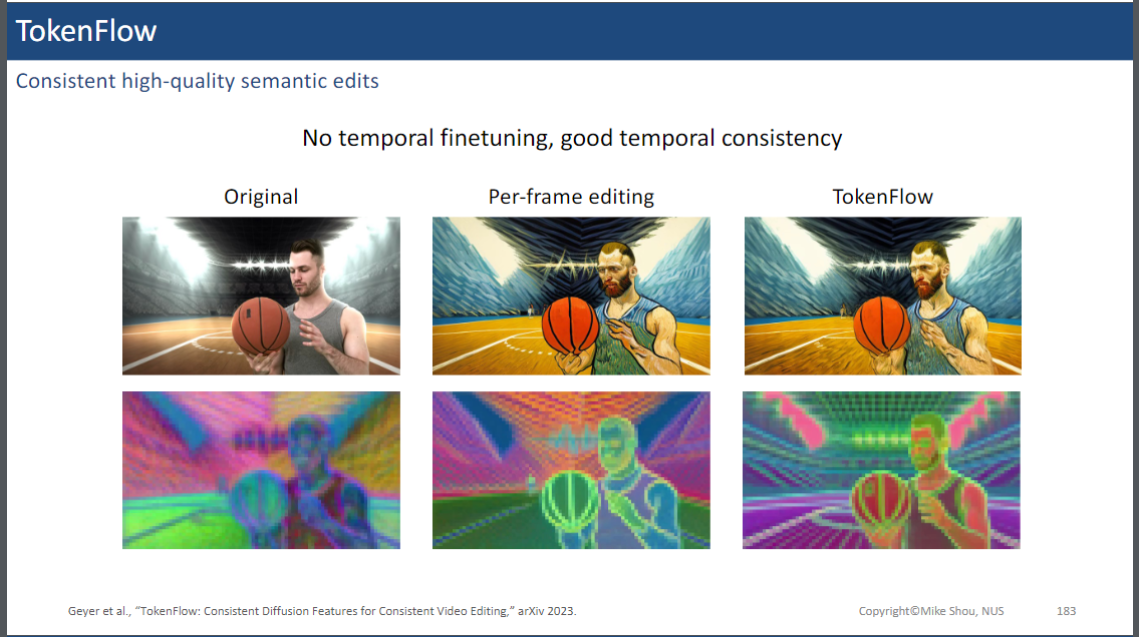 TokenFlow
Consistent high-quality semantic edits
No temporal finetuning, good temporal consistency
Original
Per-frame editing
TokenFlow
Geyer et al., “TokenFlow: Consistent Diffusion Features for Consistent Video Editing,” arXiv 2023.
Copyright©Mike Shou, NUS
183